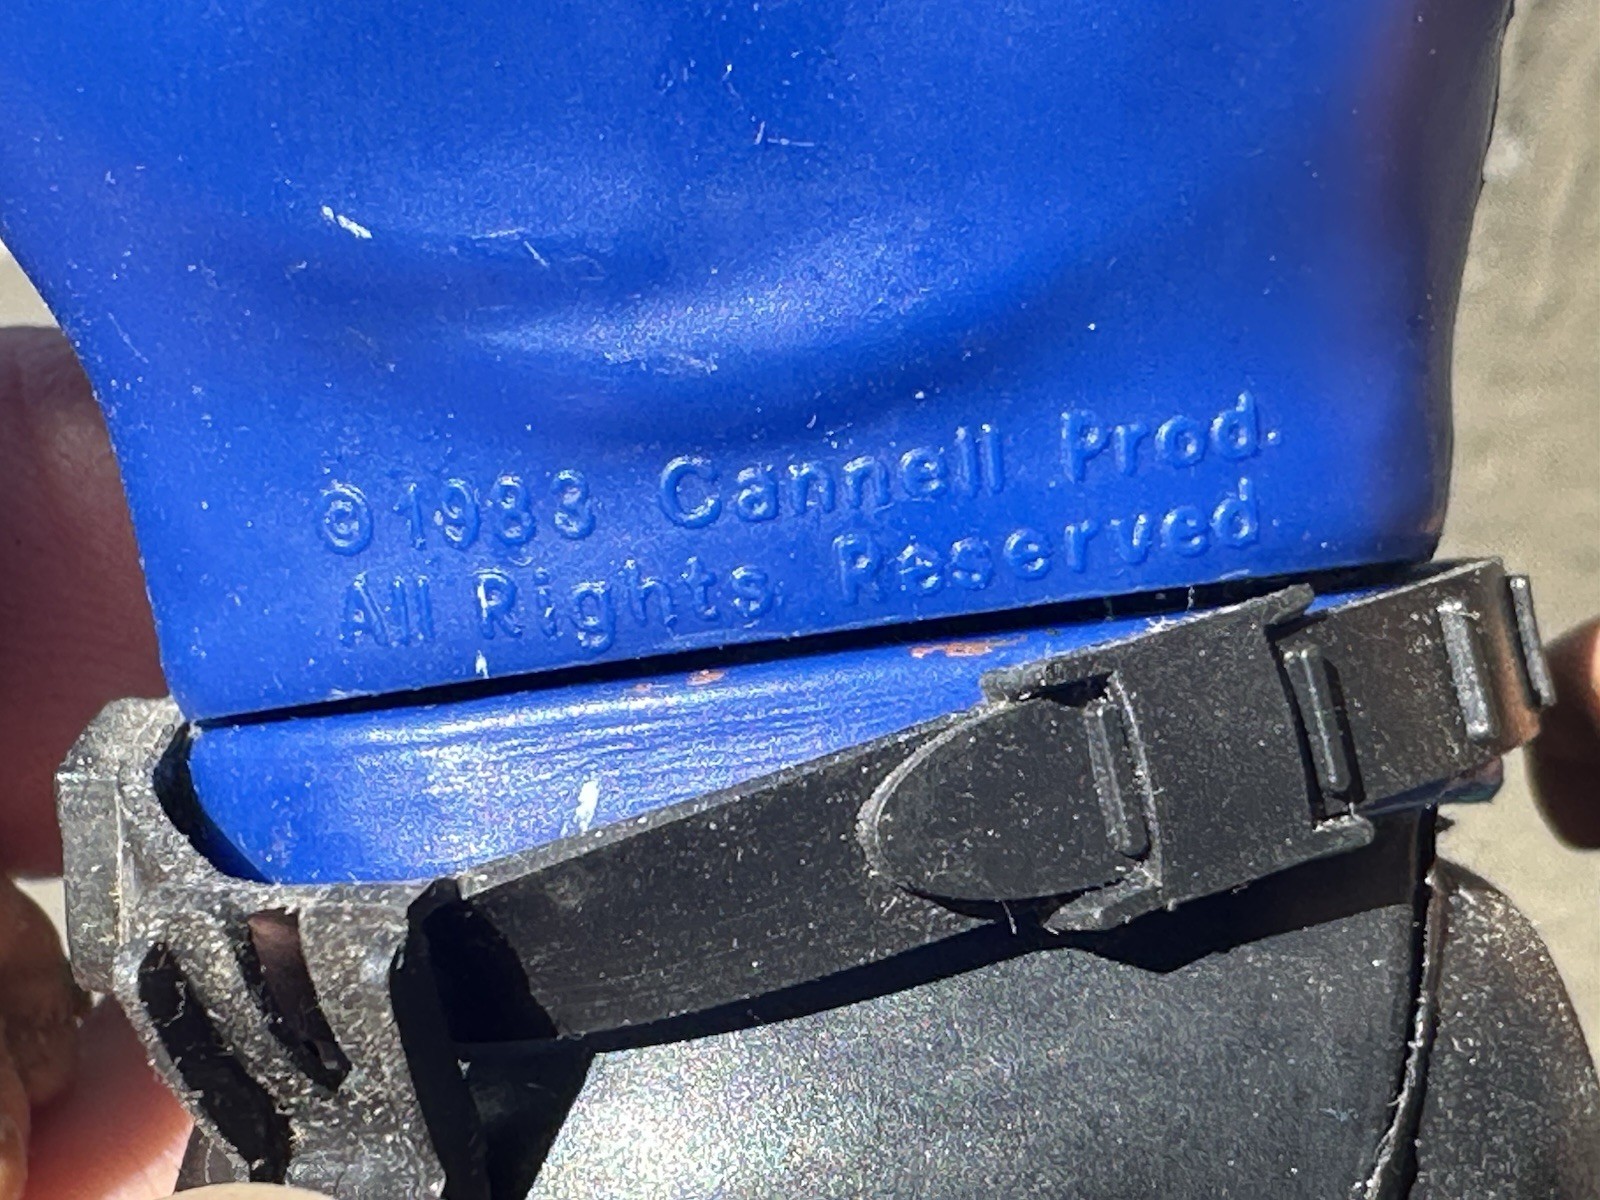 ©1983 Cannell Prod.
All Rights Reserved